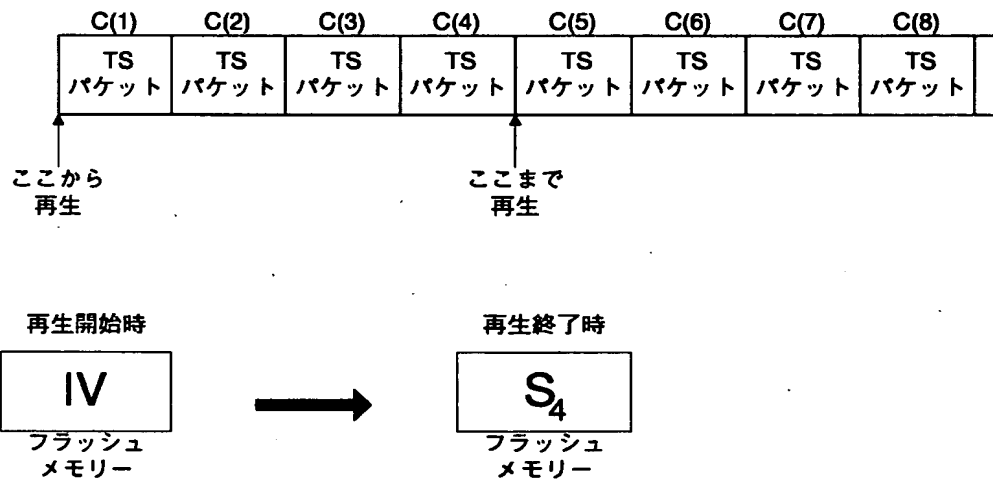 C(1) C(2) C(3) C(4) C(5) C(6) C(7) C(8)
TS TS TS TS TS TS TS TS
パケット パケット パケット パケット パケット パケット パケット パケット
ここから ここまで
再生 再生
再生開始時 再生終了時
IV S4
フラッシュ フラッシュ
メモリー メモリー